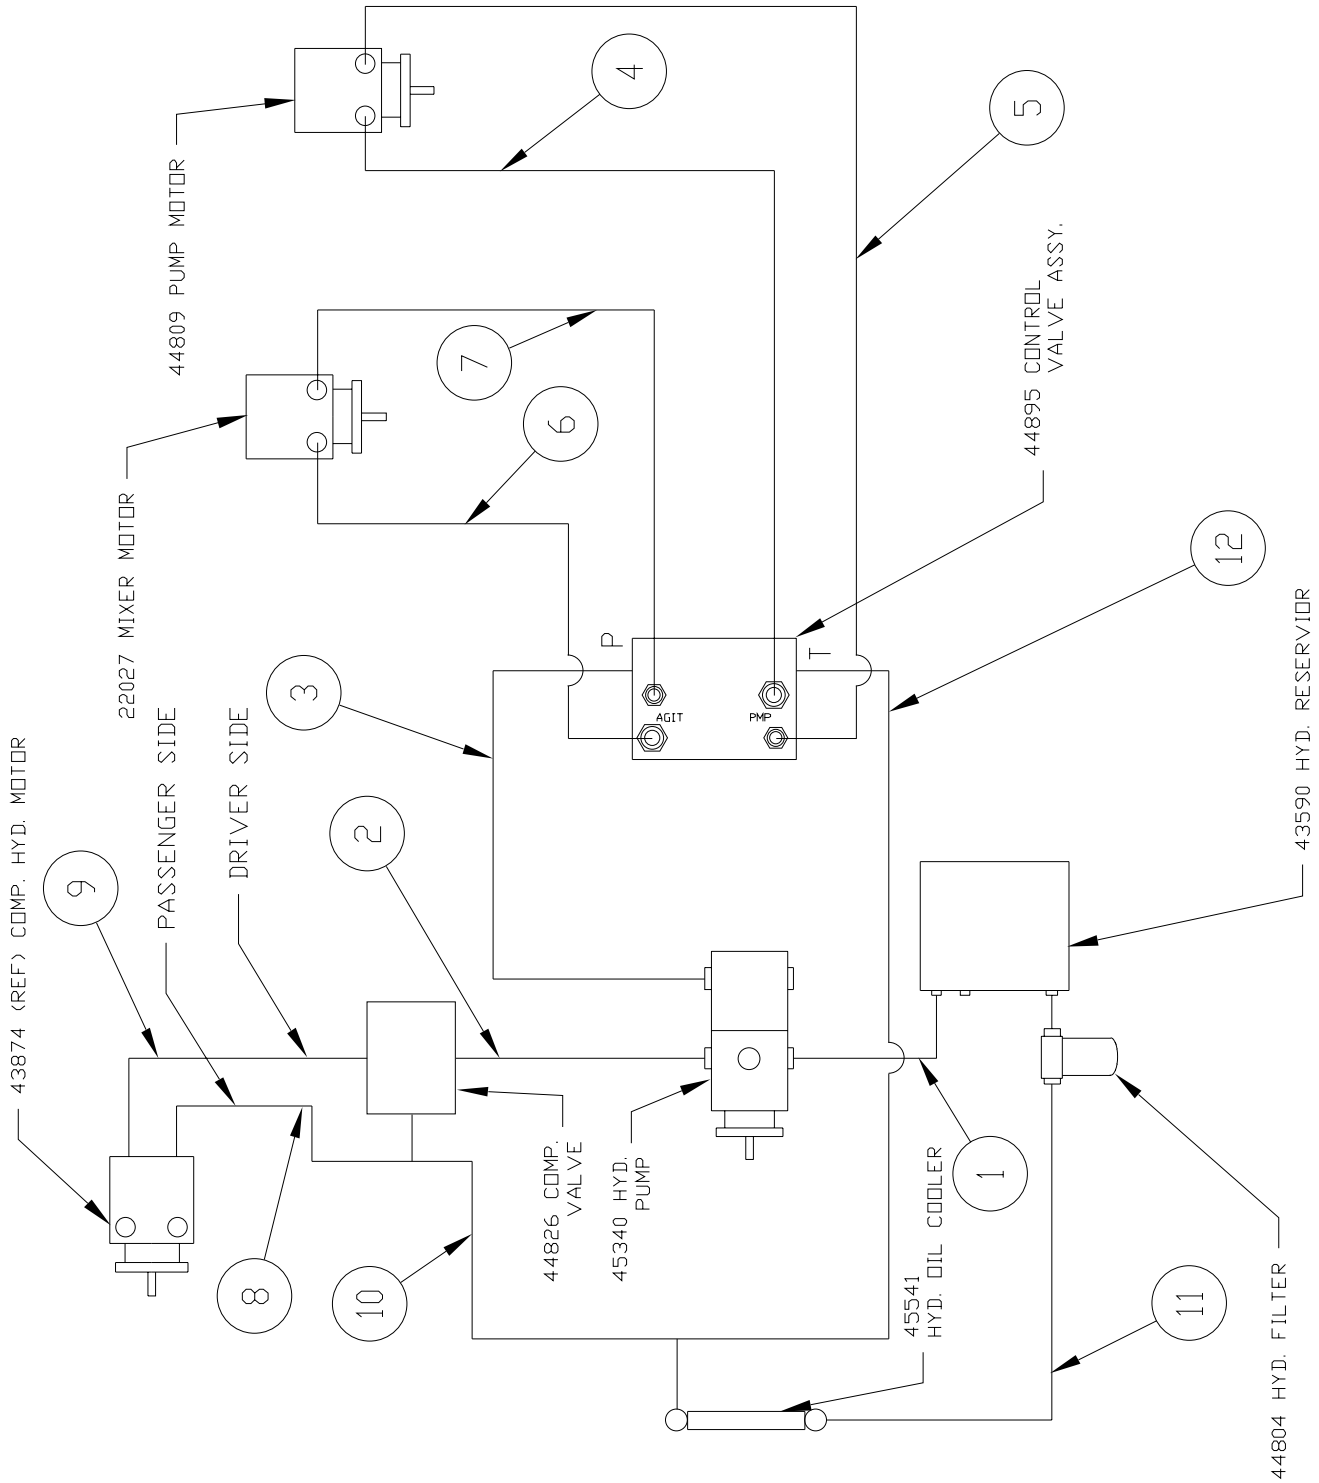 43874 (REF) COMP. HYD. MOTOR
9
PASSENGER SIDE
DRIVER SIDE
8
10
2
22027 MIXER MOTOR
44809 PUMP MOTOR
3
6
7
4
5
P
T
AGIT
PMP
44895 CONTROL
VALVE ASSY.
12
44826 COMP.
VALVE
45340 HYD.
PUMP
1
43590 HYD. RESERVIOR
45541
HYD. OIL COOLER
11
44804 HYD. FILTER